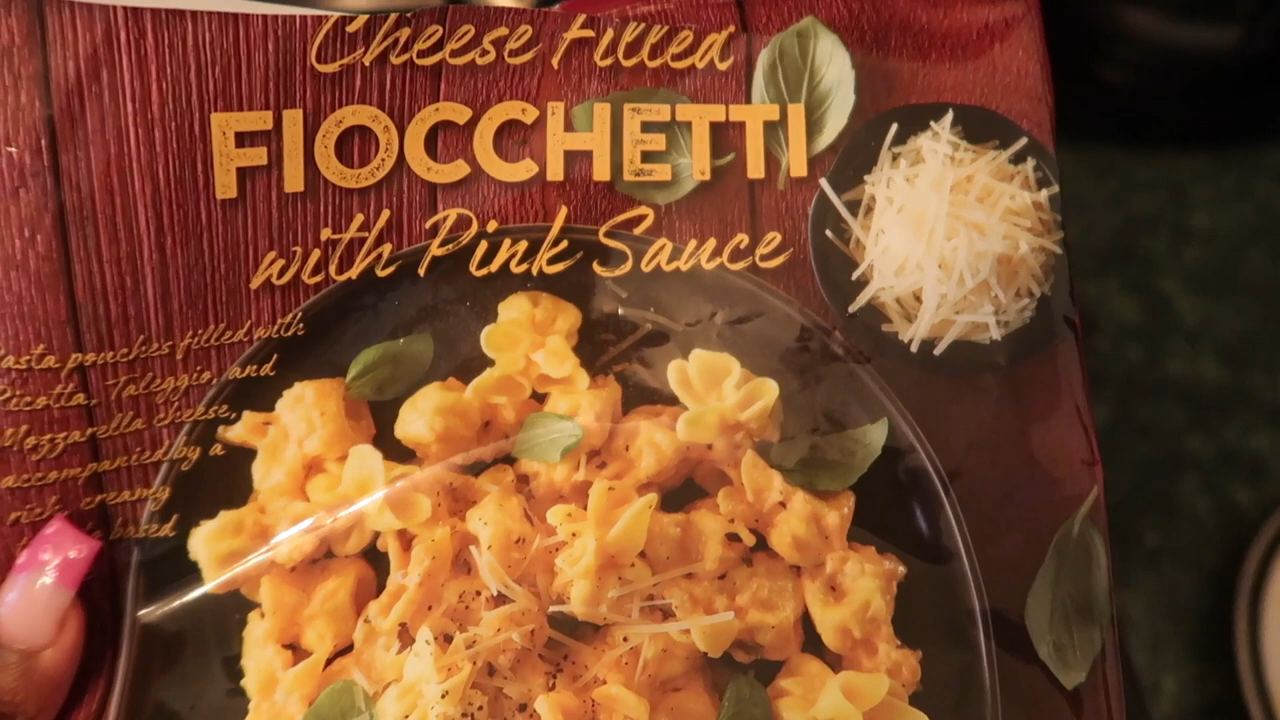 Cheese Filled
FIOCCHETTI
with Pink Sauce
Pasta pouches filled with
Ricotta, Taleggio, and
Mozzarella cheese,
accompanied by a
rich, creamy
based